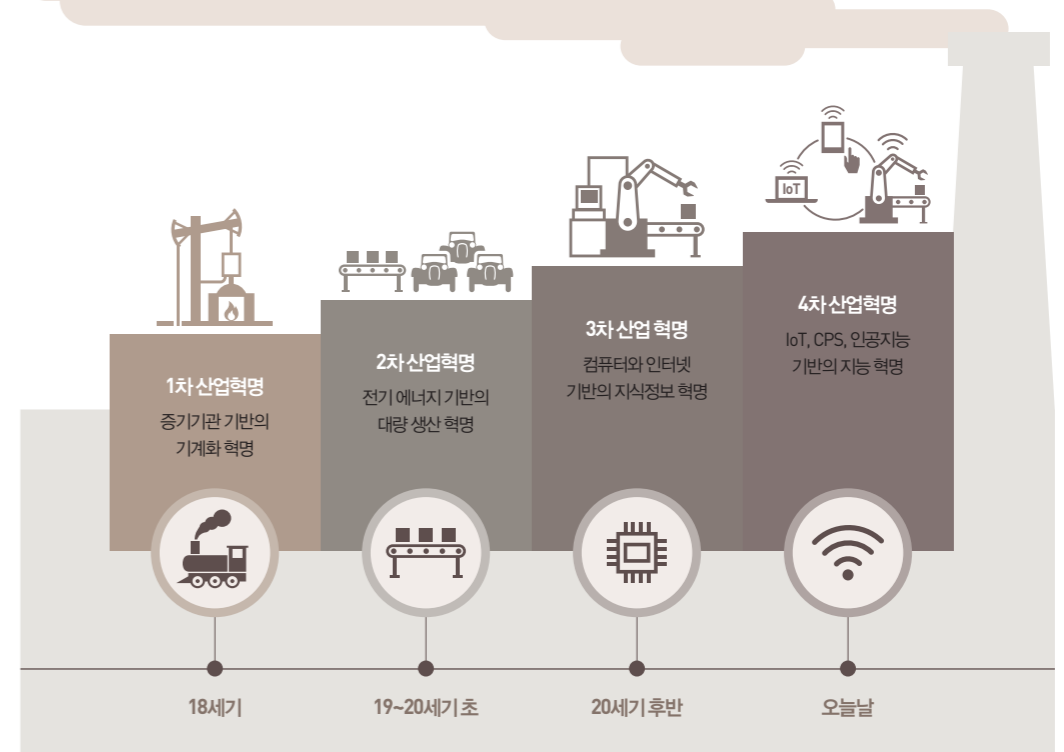 IoT
1차 산업혁명
증기기관 기반의
기계화 혁명
2차 산업혁명
전기 에너지 기반의
대량 생산 혁명
3차 산업 혁명
컴퓨터와 인터넷
기반의 지식정보 혁명
4차 산업혁명
IoT, CPS, 인공지능
기반의 지능 혁명
18세기
19~20세기 초
20세기 후반
오늘날